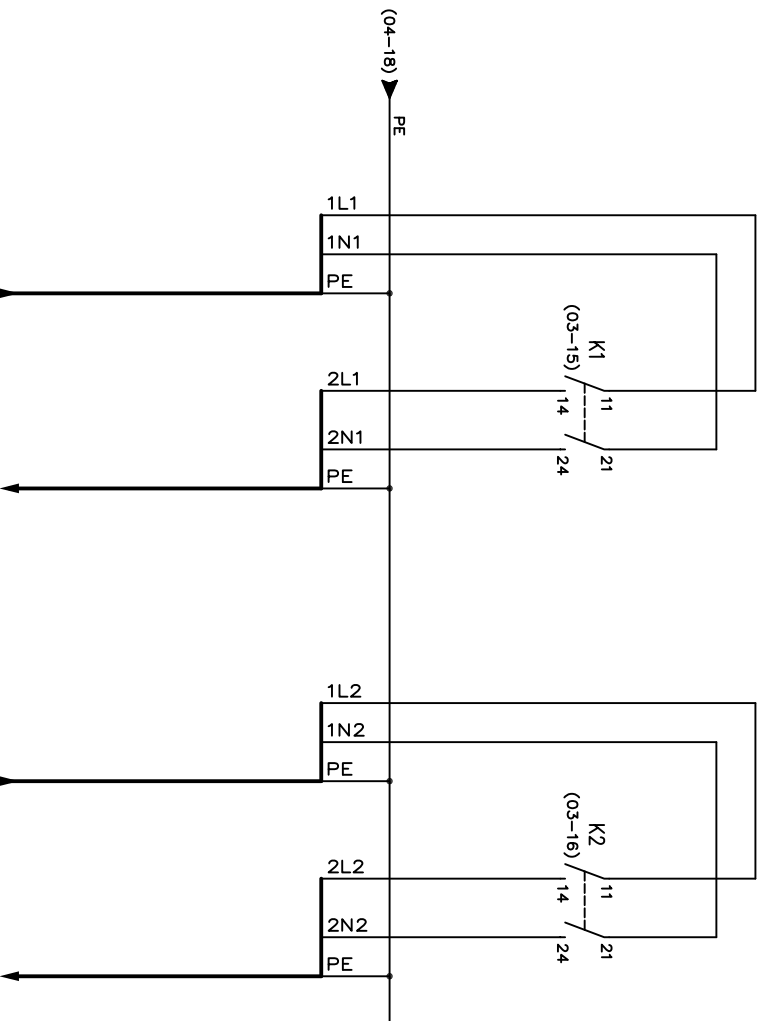 (04-18)
PE
1L1
1N1
PE
K1
(03-15)
11
14
21
24
2L1
2N1
PE
1L2
1N2
PE
K2
(03-16)
11
14
21
24
2L2
2N2
PE